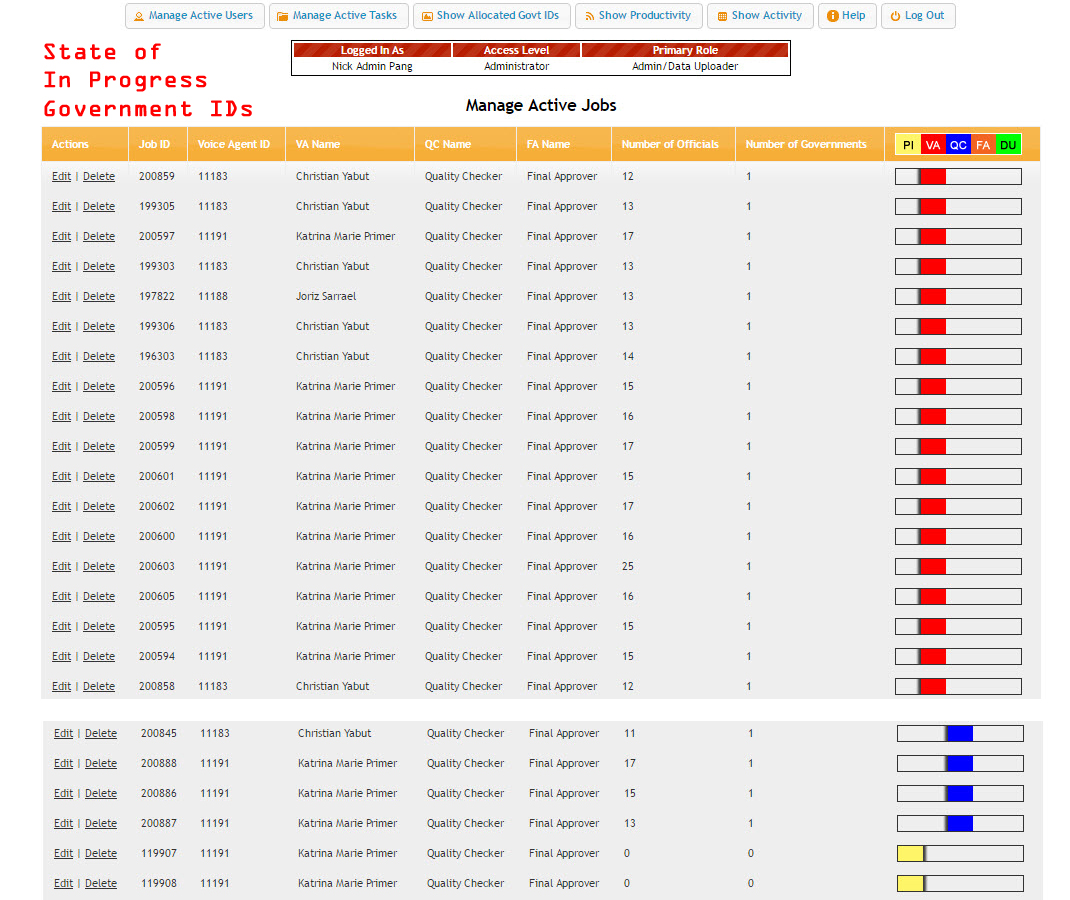 Manage Active Users Manage Active Tasks Show Allocated Govt IDs Show Productivity Show Activity Help Log Out
State of
In Progress
Government IDs
Logged In As Access Level Primary Role
Nick Admin Pang Administrator Admin/Data Uploader
Manage Active Jobs
Actions Job ID Voice Agent ID VA Name QC Name FA Name Number of Officials Number of Governments PI VA QC FA DU
Edit | Delete 200859 11183 Christian Yabut Quality Checker Final Approver 12 1
Edit | Delete 199305 11183 Christian Yabut Quality Checker Final Approver 13 1
Edit | Delete 200597 11191 Katrina Marie Primer Quality Checker Final Approver 17 1
Edit | Delete 199303 11183 Christian Yabut Quality Checker Final Approver 13 1
Edit | Delete 197822 11188 Joriz Sarrael Quality Checker Final Approver 13 1
Edit | Delete 199306 11183 Christian Yabut Quality Checker Final Approver 13 1
Edit | Delete 196303 11183 Christian Yabut Quality Checker Final Approver 14 1
Edit | Delete 200596 11191 Katrina Marie Primer Quality Checker Final Approver 15 1
Edit | Delete 200598 11191 Katrina Marie Primer Quality Checker Final Approver 16 1
Edit | Delete 200599 11191 Katrina Marie Primer Quality Checker Final Approver 17 1
Edit | Delete 200601 11191 Katrina Marie Primer Quality Checker Final Approver 15 1
Edit | Delete 200602 11191 Katrina Marie Primer Quality Checker Final Approver 17 1
Edit | Delete 200600 11191 Katrina Marie Primer Quality Checker Final Approver 16 1
Edit | Delete 200603 11191 Katrina Marie Primer Quality Checker Final Approver 25 1
Edit | Delete 200605 11191 Katrina Marie Primer Quality Checker Final Approver 16 1
Edit | Delete 200595 11191 Katrina Marie Primer Quality Checker Final Approver 15 1
Edit | Delete 200594 11191 Katrina Marie Primer Quality Checker Final Approver 15 1
Edit | Delete 200858 11183 Christian Yabut Quality Checker Final Approver 12 1
Edit | Delete 200845 11183 Christian Yabut Quality Checker Final Approver 11 1
Edit | Delete 200888 11191 Katrina Marie Primer Quality Checker Final Approver 17 1
Edit | Delete 200886 11191 Katrina Marie Primer Quality Checker Final Approver 15 1
Edit | Delete 200887 11191 Katrina Marie Primer Quality Checker Final Approver 13 1
Edit | Delete 119907 11191 Katrina Marie Primer Quality Checker Final Approver 0 0
Edit | Delete 119908 11191 Katrina Marie Primer Quality Checker Final Approver 0 0